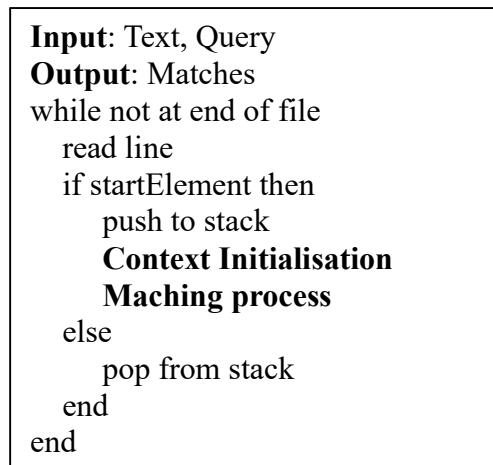 Input: Text, Query
Output: Matches
while not at end of file
read line
if startElement then
push to stack
Context Initialisation
Maching process
else
pop from stack
end
end